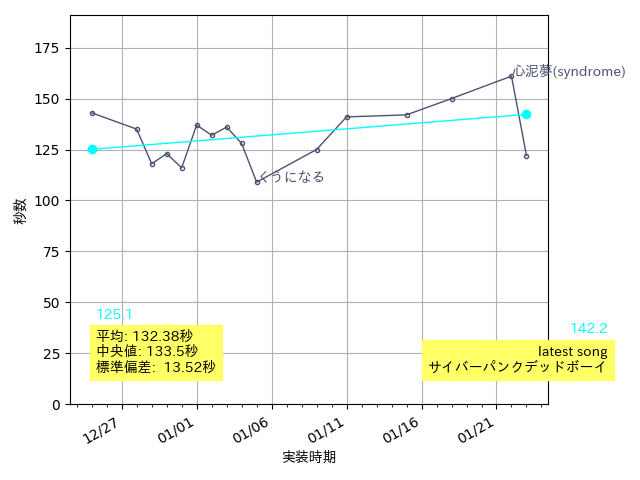 175
150
125
100
75
50
25
0
秒数
心泥夢(syndrome)
くうになる
125.1
平均: 132.38秒
中央値: 133.5秒
標準偏差: 13.52秒
142.2
latest song
サイバーパンクデッドボーイ
12/27
01/01
01/06
01/11
01/16
01/21
実装時期